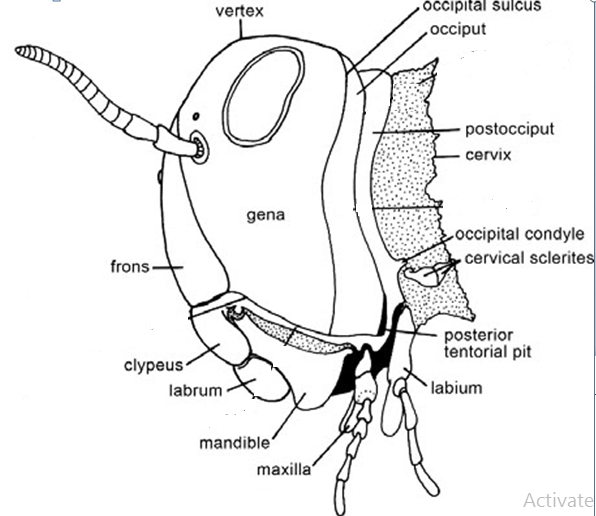 vertex
occipital sulcus
occiput
postocciput
cervix
gena
occipital condyle
cervical sclerites
frons
posterior
tentorial pit
clypeus
labrum
labium
mandible
maxilla
Activate